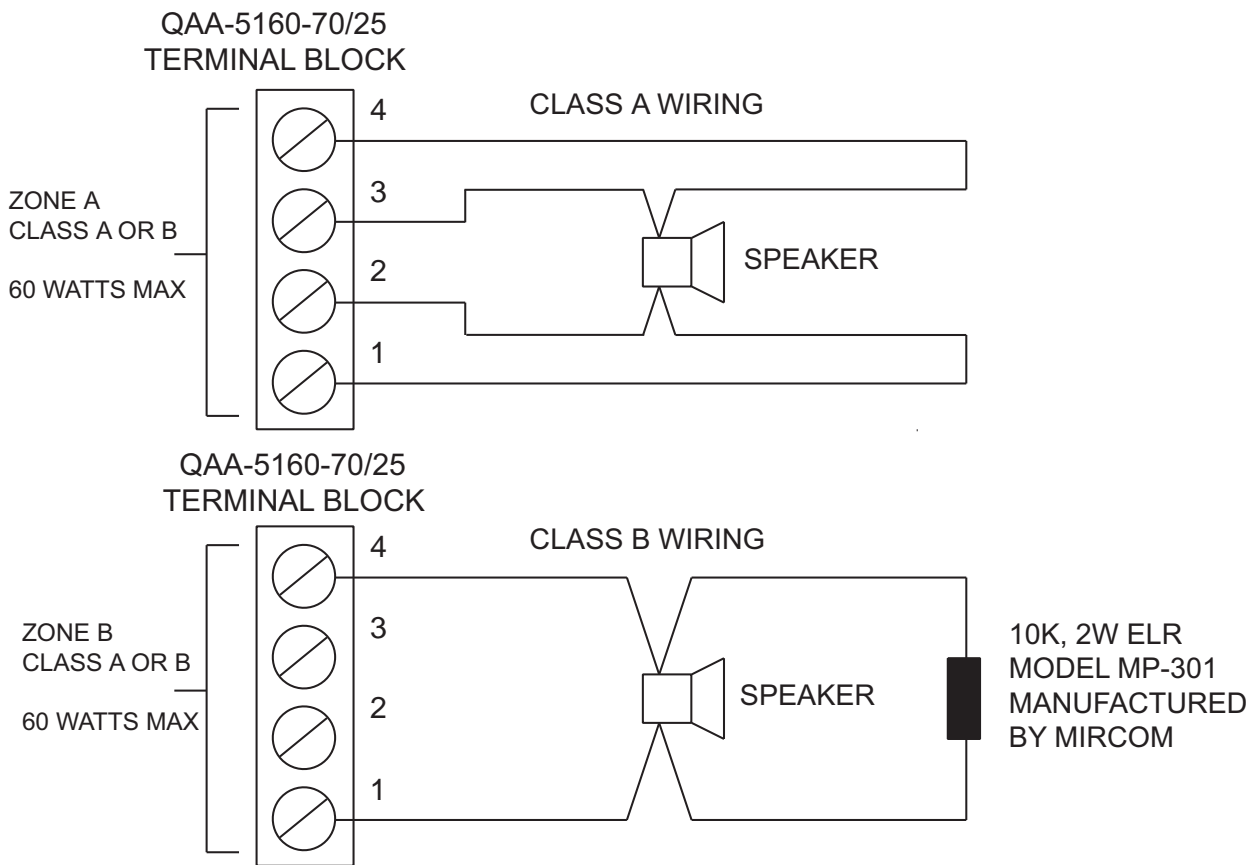 QAA-5160-70/25
TERMINAL BLOCK
4
CLASS A WIRING
3
ZONE A
CLASS A OR B
SPEAKER
2
60 WATTS MAX
1
QAA-5160-70/25
TERMINAL BLOCK
4
CLASS B WIRING
3
ZONE B
CLASS A OR B
10K, 2W ELR
MODEL MP-301
MANUFACTURED
BY MIRCOM
SPEAKER
2
60 WATTS MAX
1